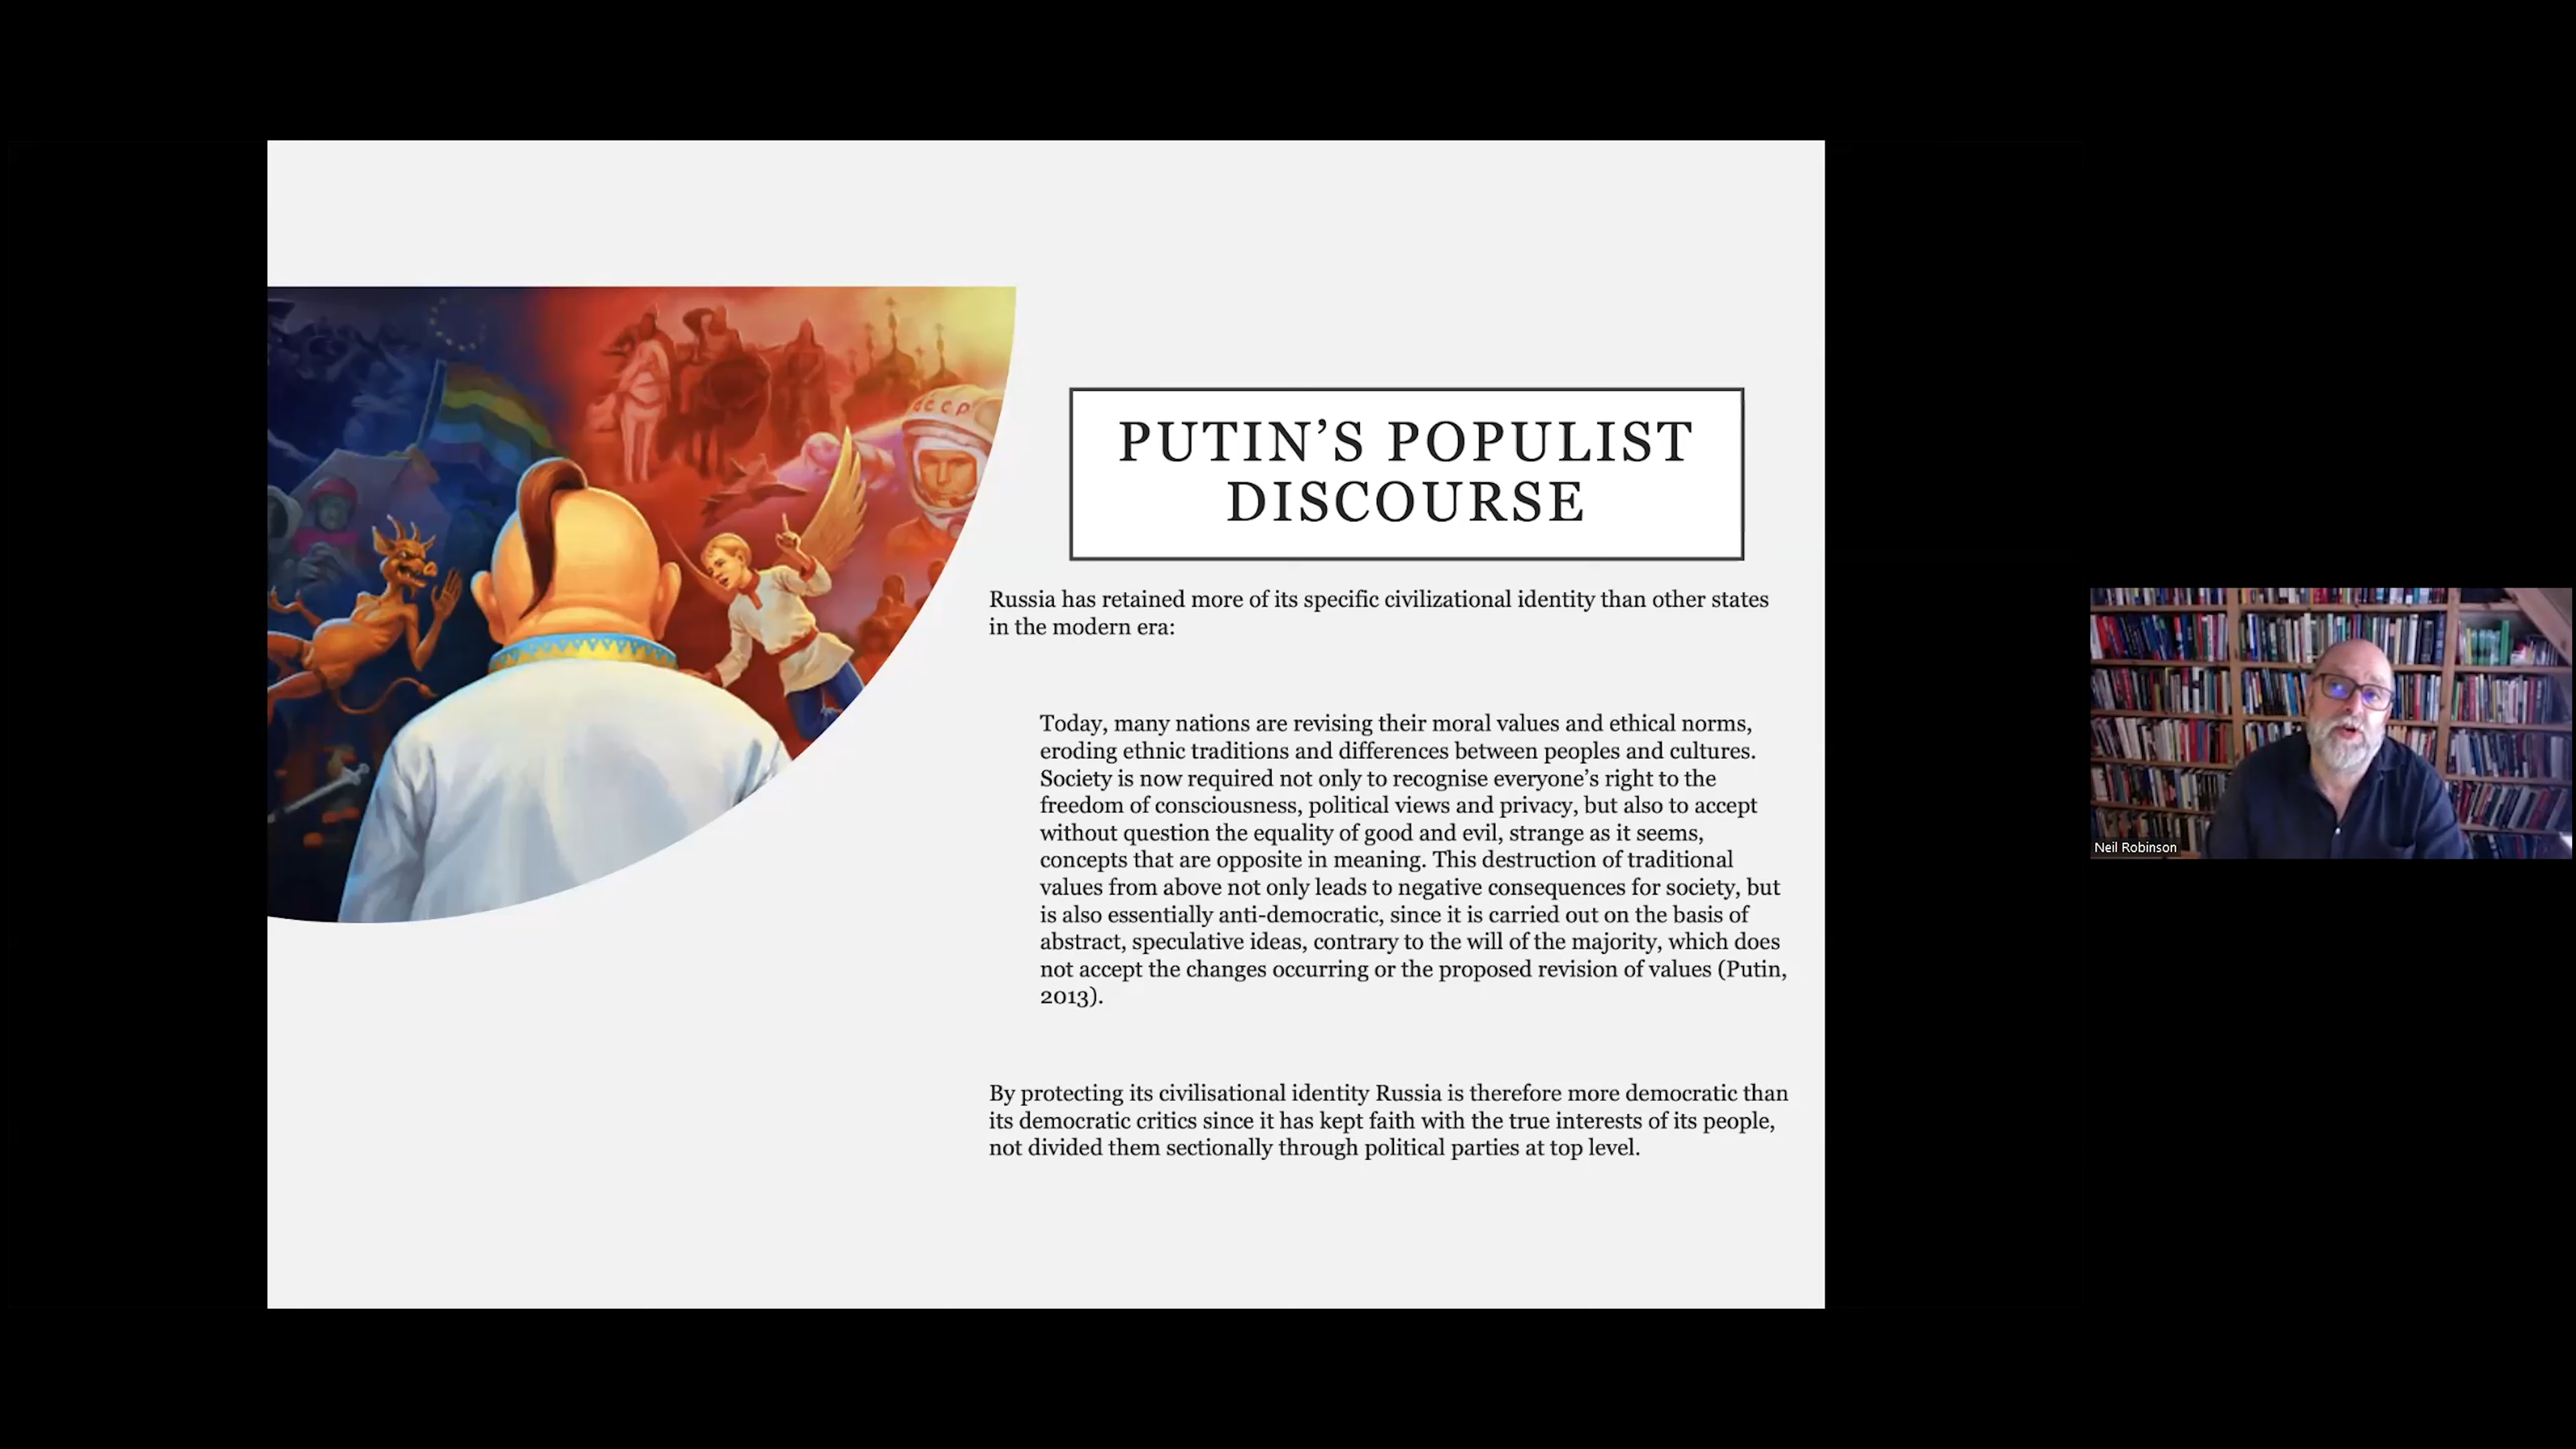 СССР
PUTIN’S POPULIST
DISCOURSE
Russia has retained more of its specific civilizational identity than other states
in the modern era:
Today, many nations are revising their moral values and ethical norms,
eroding ethnic traditions and differences between peoples and cultures.
Society is now required not only to recognise everyone’s right to the
freedom of consciousness, political views and privacy, but also to accept
without question the equality of good and evil, strange as it seems,
concepts that are opposite in meaning. This destruction of traditional
values from above not only leads to negative consequences for society, but
is also essentially anti-democratic, since it is carried out on the basis of
abstract, speculative ideas, contrary to the will of the majority, which does
not accept the changes occurring or the proposed revision of values (Putin,
2013).
By protecting its civilisational identity Russia is therefore more democratic than
its democratic critics since it has kept faith with the true interests of its people,
not divided them sectionally through political parties at top level.
Neil Robinson